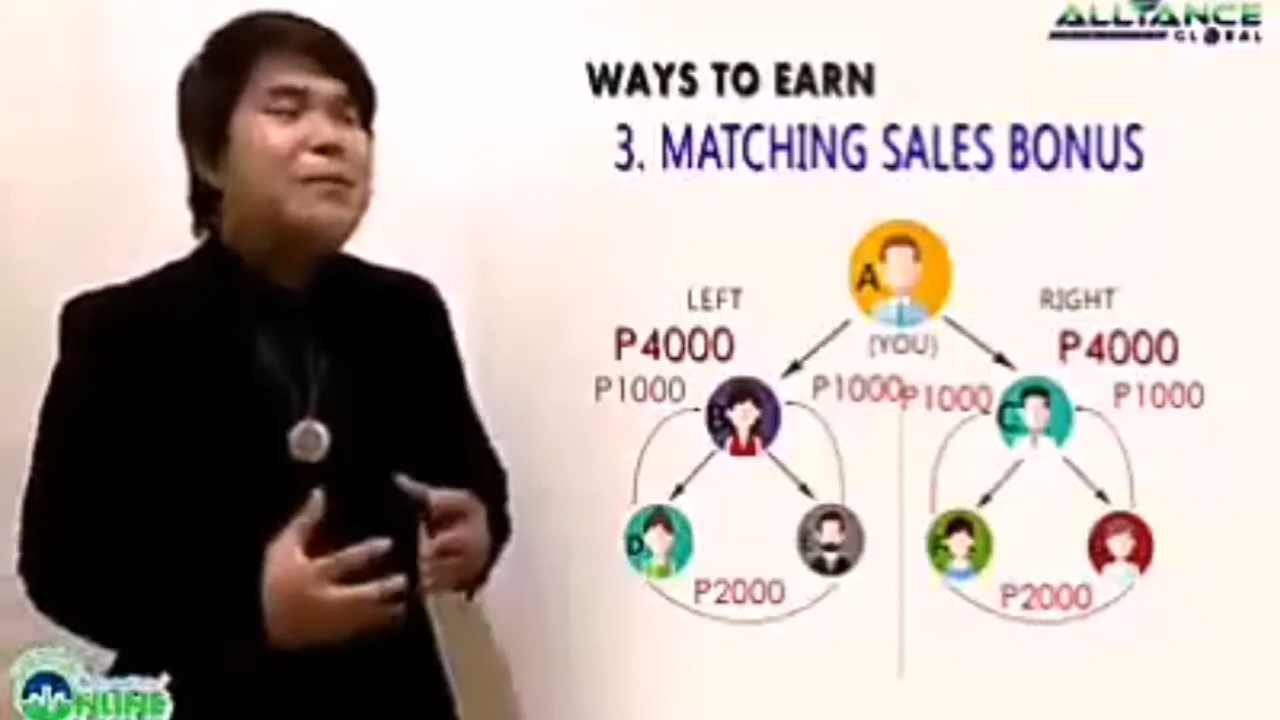 ALLIANCE
GLOBAL
WAYS TO EARN
3. MATCHING SALES BONUS
A
LEFT
RIGHT
(YOU)
P4000
P4000
P1000
P1000
P1000
P1000
B
C
D
P2000
P2000
ONLINE